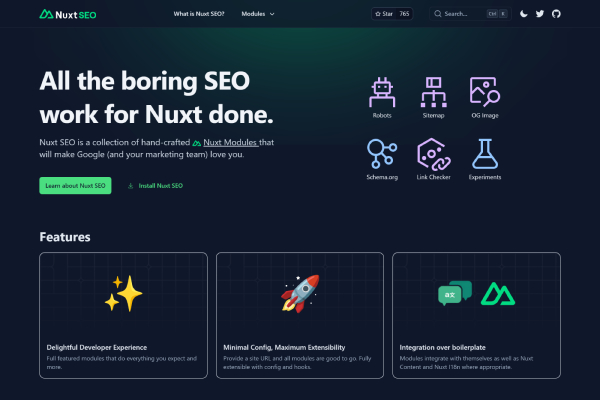 NuxtSEO
What is Nuxt SEO?
Modules
Star 765
Search...
Ctrl K
All the boring SEO
work for Nuxt done.
Nuxt SEO is a collection of hand-crafted Nuxt Modules that
will make Google (and your marketing team) love you.
Learn about Nuxt SEO
Install Nuxt SEO
Robots
Sitemap
OG Image
Schema.org
Link Checker
Experiments
Features
Delightful Developer Experience
Full featured modules that do everything you expect and
more.
Minimal Config, Maximum Extensibility
Provide a site URL and all modules are good to go. Fully
extensible with config and hooks.
Integration over boilerplate
Modules integrate with themselves as well as Nuxt
Content and Nuxt I18n where appropriate.